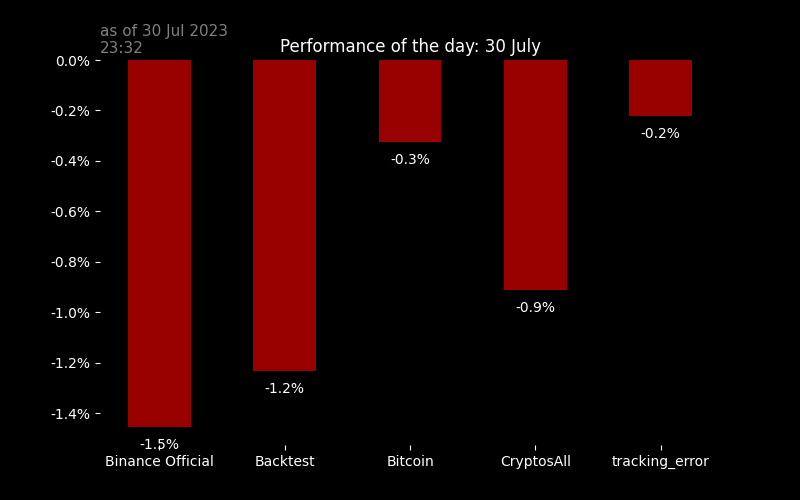 as of 30 Jul 2023
23:32
Performance of the day: 30 July
0.0%
-0.2%
-0.4%
-0.6%
-0.8%
-1.0%
-1.2%
-1.4%
-1.5%
-1.2%
-0.3%
-0.9%
-0.2%
Binance Official
Backtest
Bitcoin
CryptosAll
tracking_error